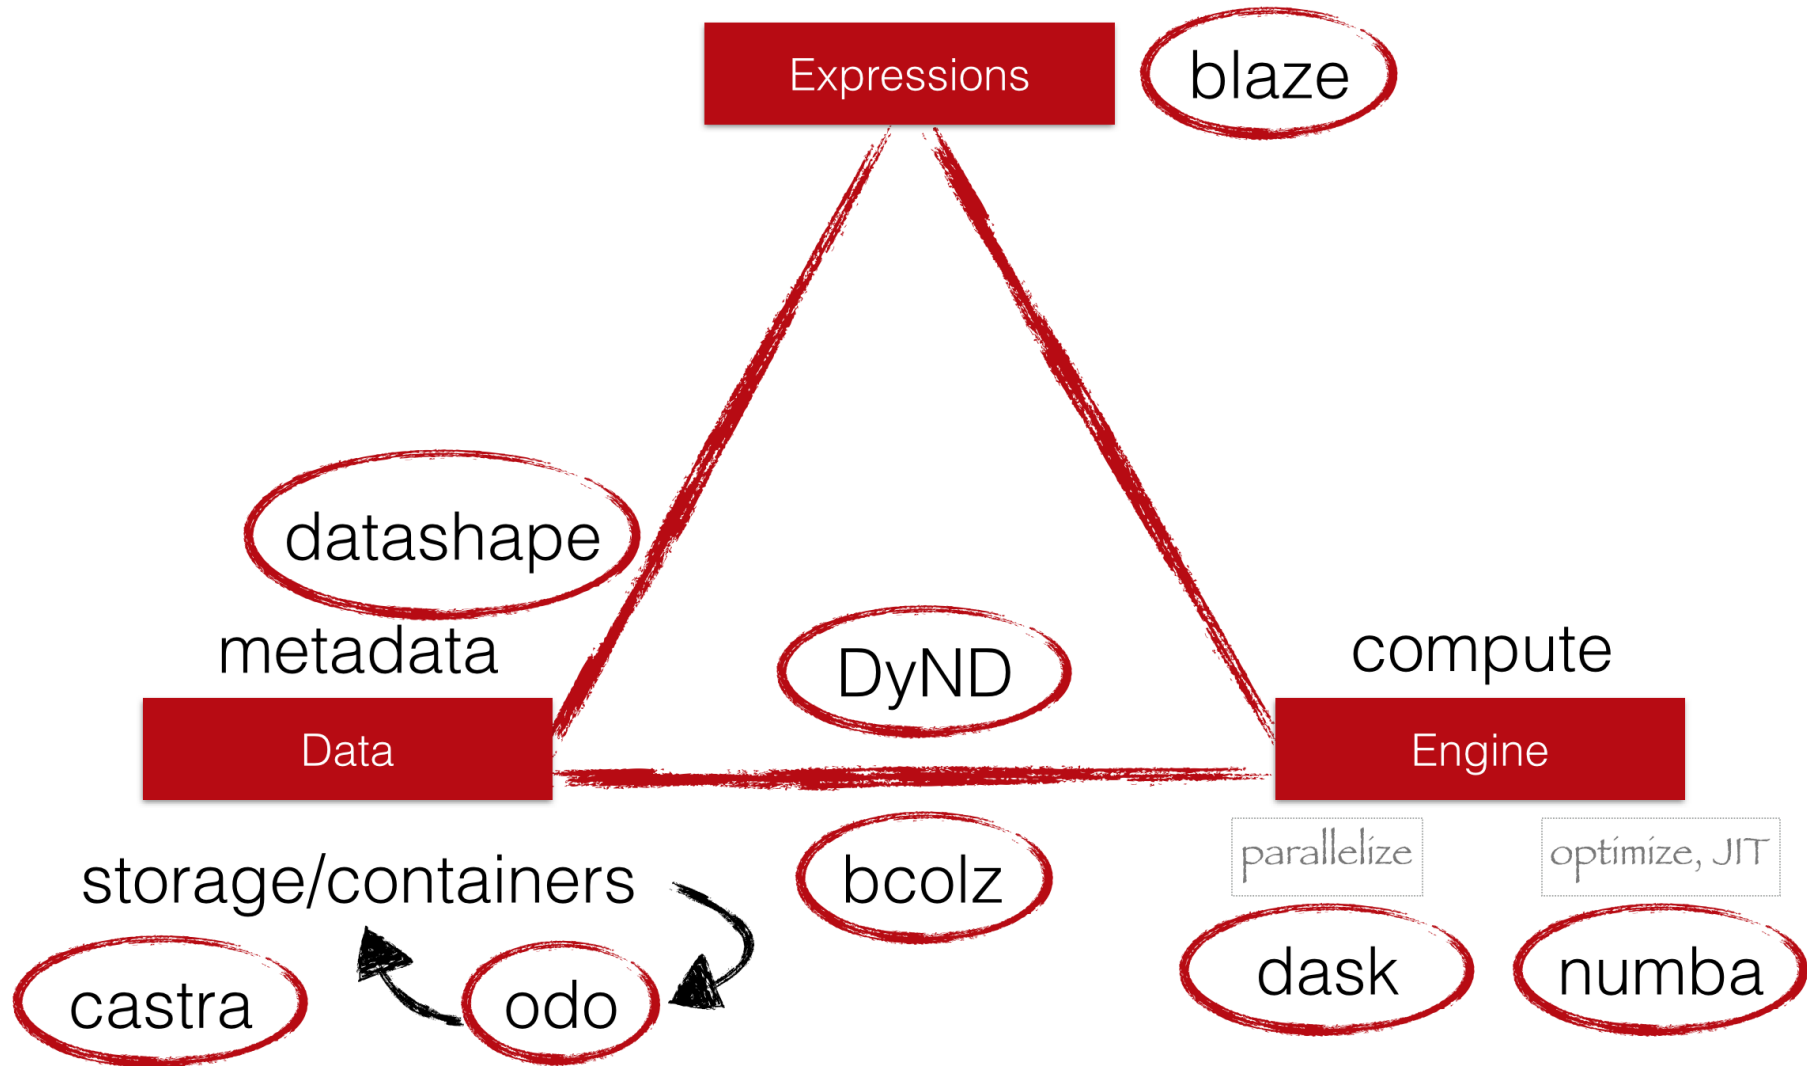 Expressions
blaze
datashape
metadata
DyND
compute
Data
Engine
parallelize
optimize, JIT
storage/containers
bcolz
castra
odo
dask
numba